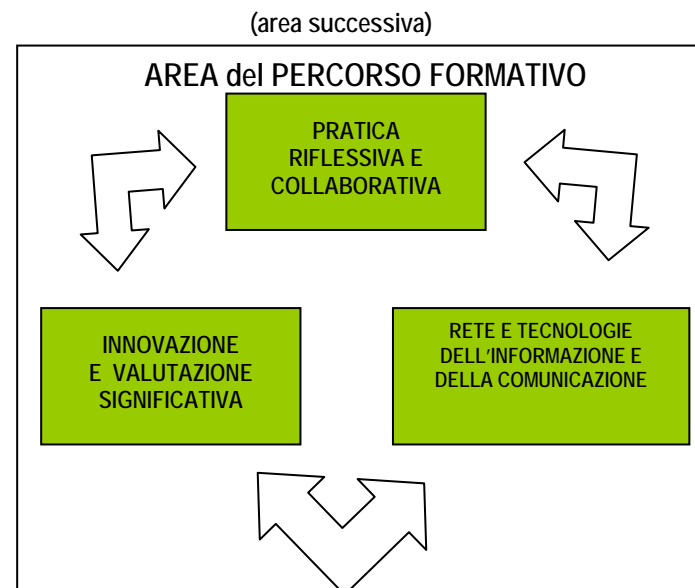 (area successiva)
AREA del PERCORSO FORMATIVO
PRATICA
RIFLESSIVA E
COLLABORATIVA
INNOVAZIONE
E VALUTAZIONE
SIGNIFICATIVA
RETE E TECNOLOGIE
DELL'INFORMAZIONE E
DELLA COMUNICAZIONE